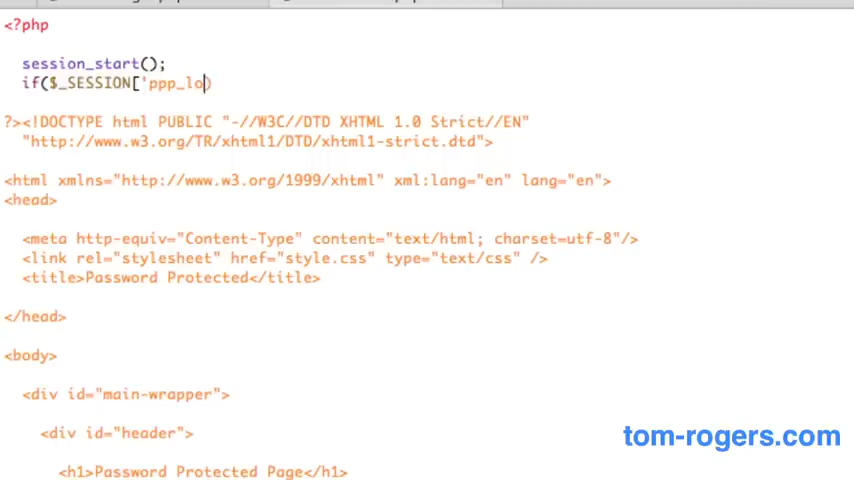 <?php
session_start();
if($_SESSION['ppp_lo)
?><!DOCTYPE html PUBLIC "-//W3C//DTD XHTML 1.0 Strict//EN"
"http://www.w3.org/TR/xhtml1/DTD/xhtml1-strict.dtd">
<html xmlns="http://www.w3.org/1999/xhtml" xml:lang="en" lang="en">
<head>
<meta http-equiv="Content-Type" content="text/html; charset=utf-8"/>
<link rel="stylesheet" href="style.css" type="text/css" />
<title>Password Protected</title>
</head>
<body>
<div id="main-wrapper">
<div id="header">
<h1>Password Protected Page</h1>
tom-rogers.com